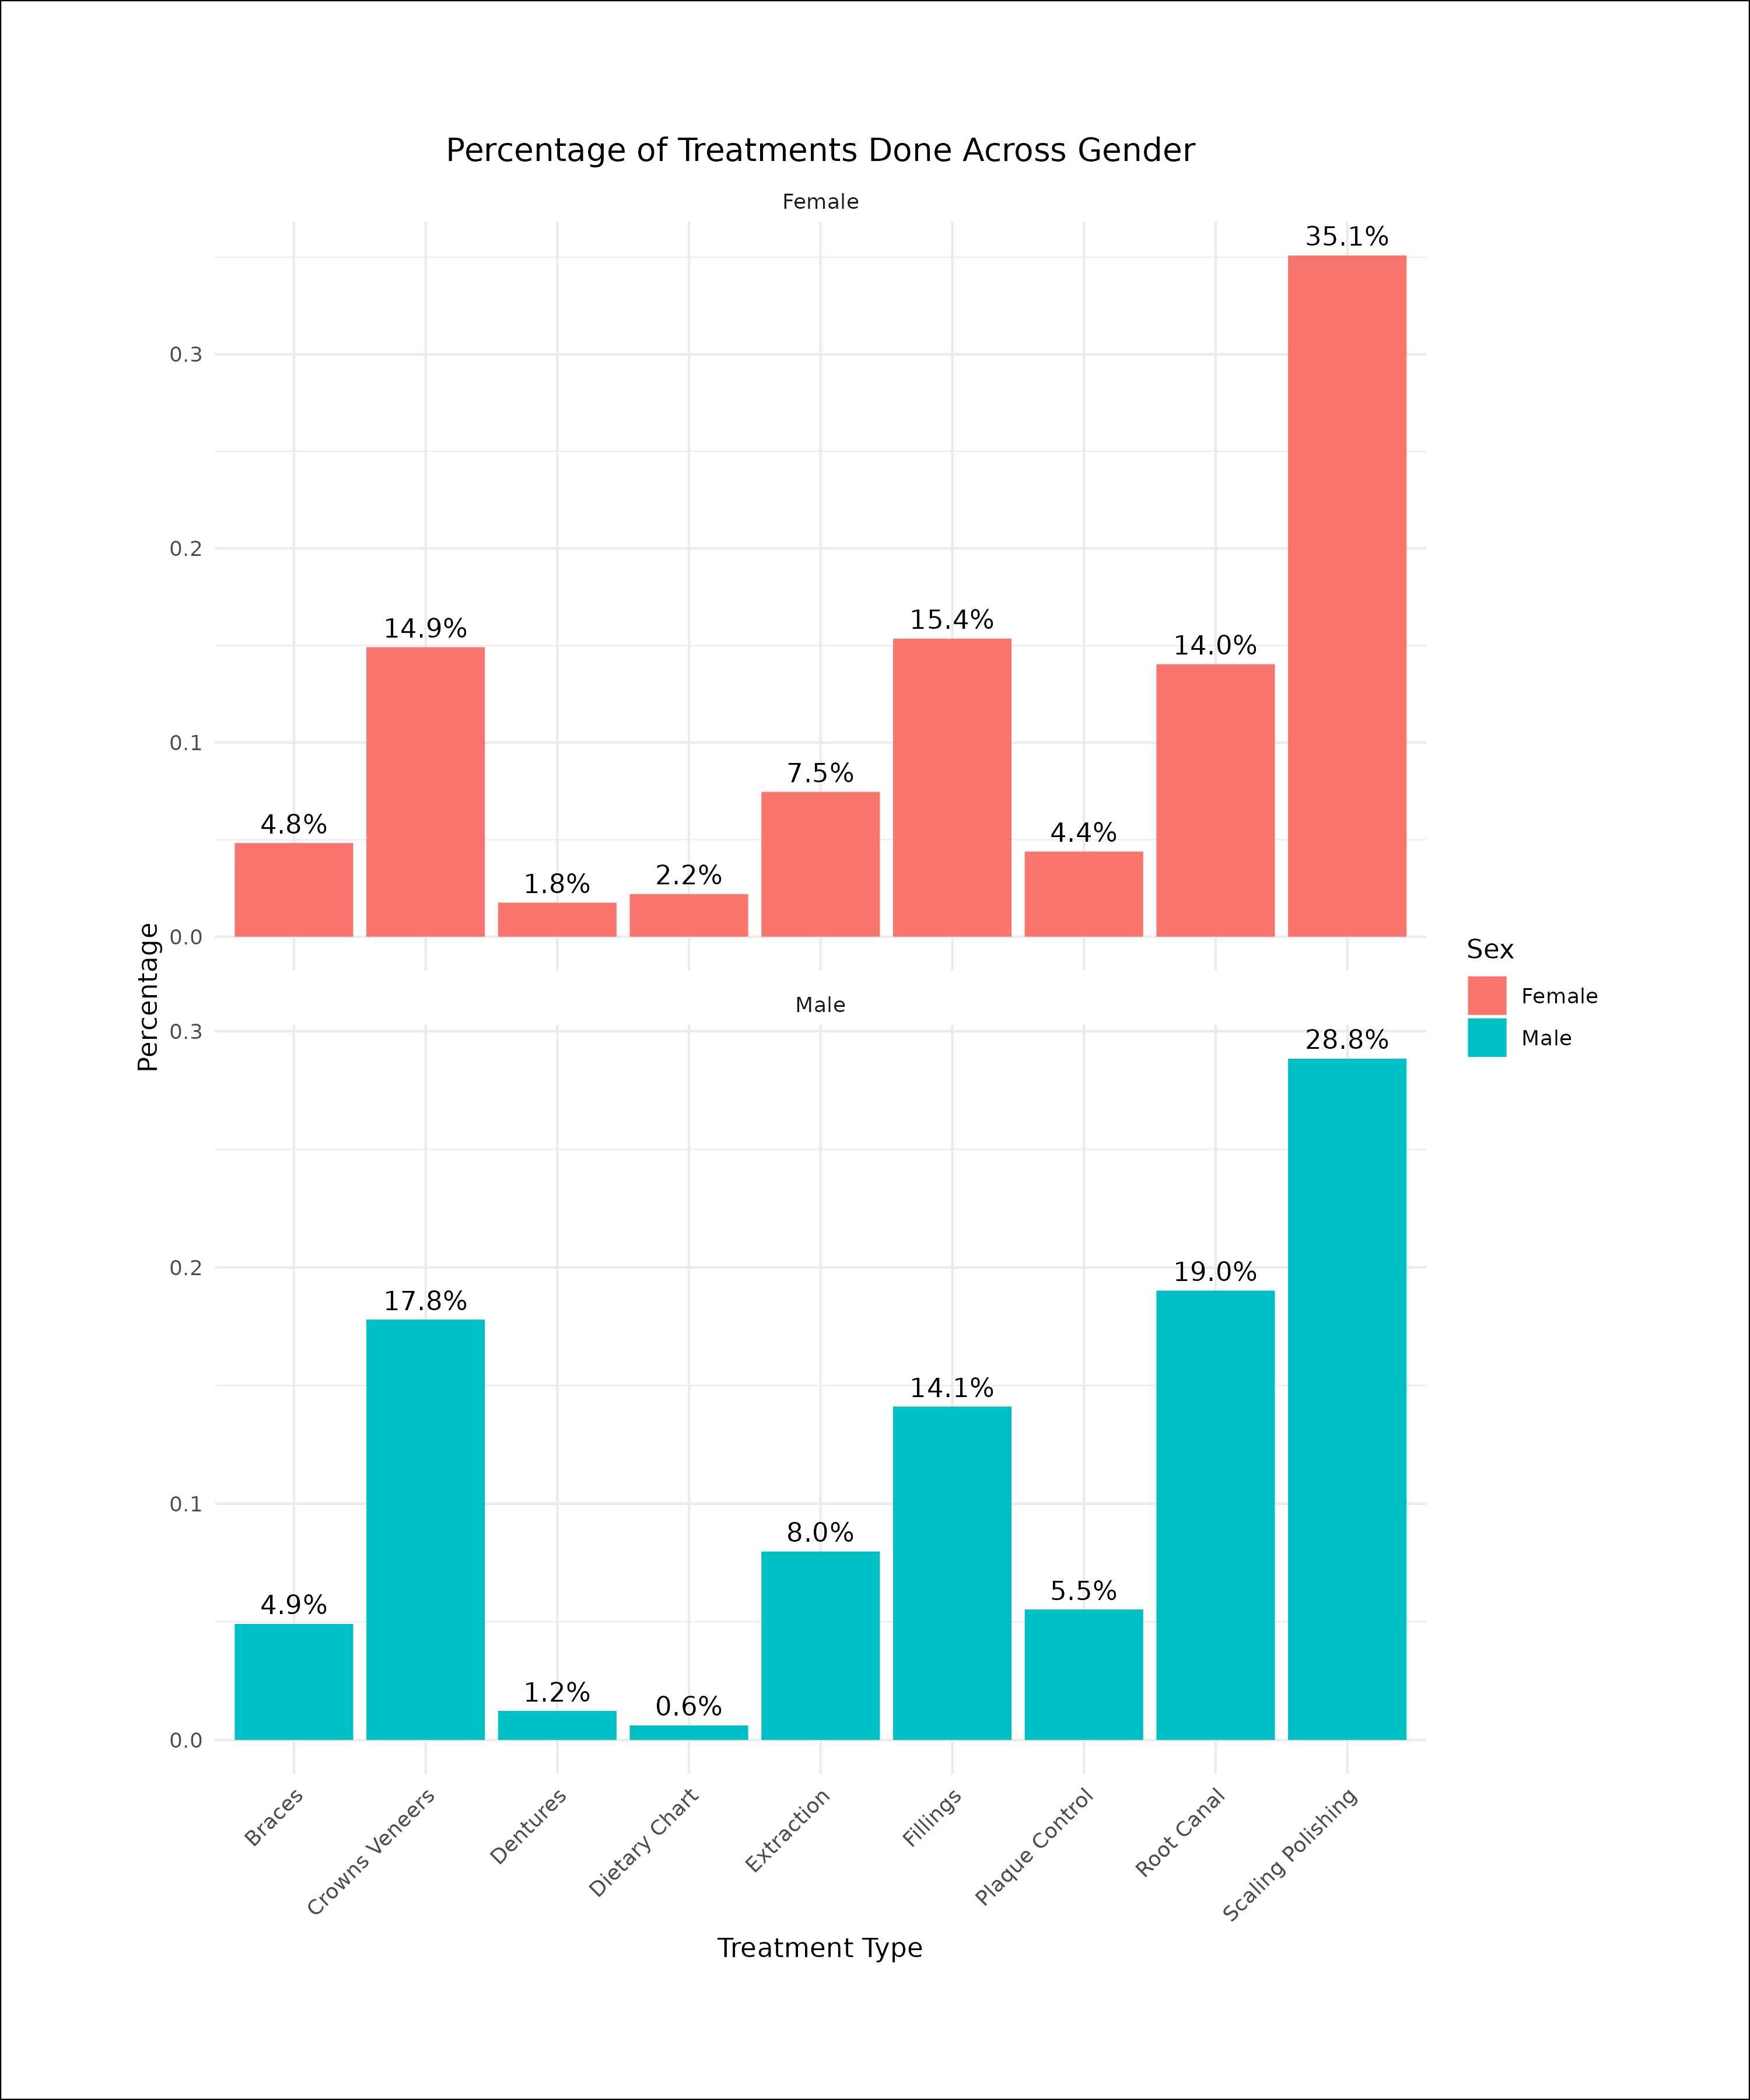 Percentage of Treatments Done Across Gender
Female
35.1%
0.3
0.2
15.4%
14.9%
14.0%
0.1
7.5%
4.8%
4.4%
2.2%
1.8%
0.0
Percentage
Sex
Female
Male
Male
0.3
28.8%
0.2
19.0%
17.8%
14.1%
0.1
8.0%
5.5%
4.9%
1.2%
0.6%
0.0
Braces
Crowns Veneers
Dentures
Dietary Chart
Extraction
Fillings
Plaque Control
Root Canal
Scaling Polishing
Treatment Type